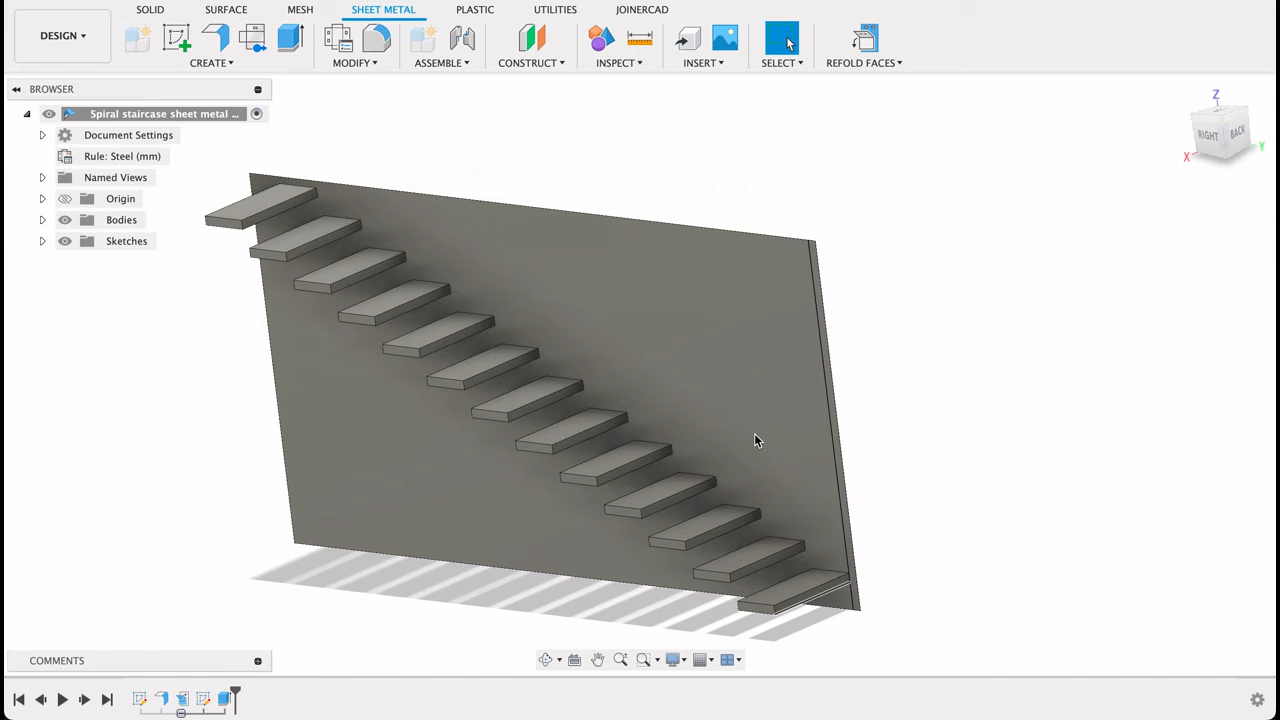 SOLID SURFACE MESH SHEET METAL PLASTIC UTILITIES JOINERCAD
DESIGN
CREATE MODIFY ASSEMBLE CONSTRUCT INSPECT INSERT SELECT REFOLD FACES
BROWSER
Spiral staircase sheet metal ...
Document Settings
Rule: Steel (mm)
Named Views
Origin
Bodies
Sketches
Z
RIGHT BACK
X Y
COMMENTS